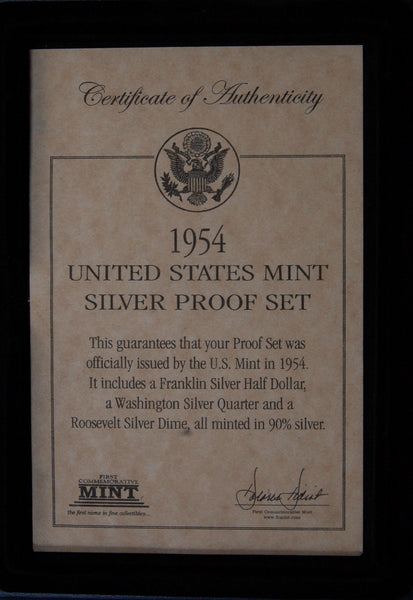 Certificate of Authenticity
1954
UNITED STATES MINT
SILVER PROOF SET
This guarantees that your Proof Set was
officially issued by the U.S. Mint in 1954.
It includes a Franklin Silver Half Dollar,
a Washington Silver Quarter and a
Roosevelt Silver Dime, all minted in 90% silver.
FIRST
COMMEMORATIVE
MINT
the first name in fine collectibles...
First Commemorative Mint